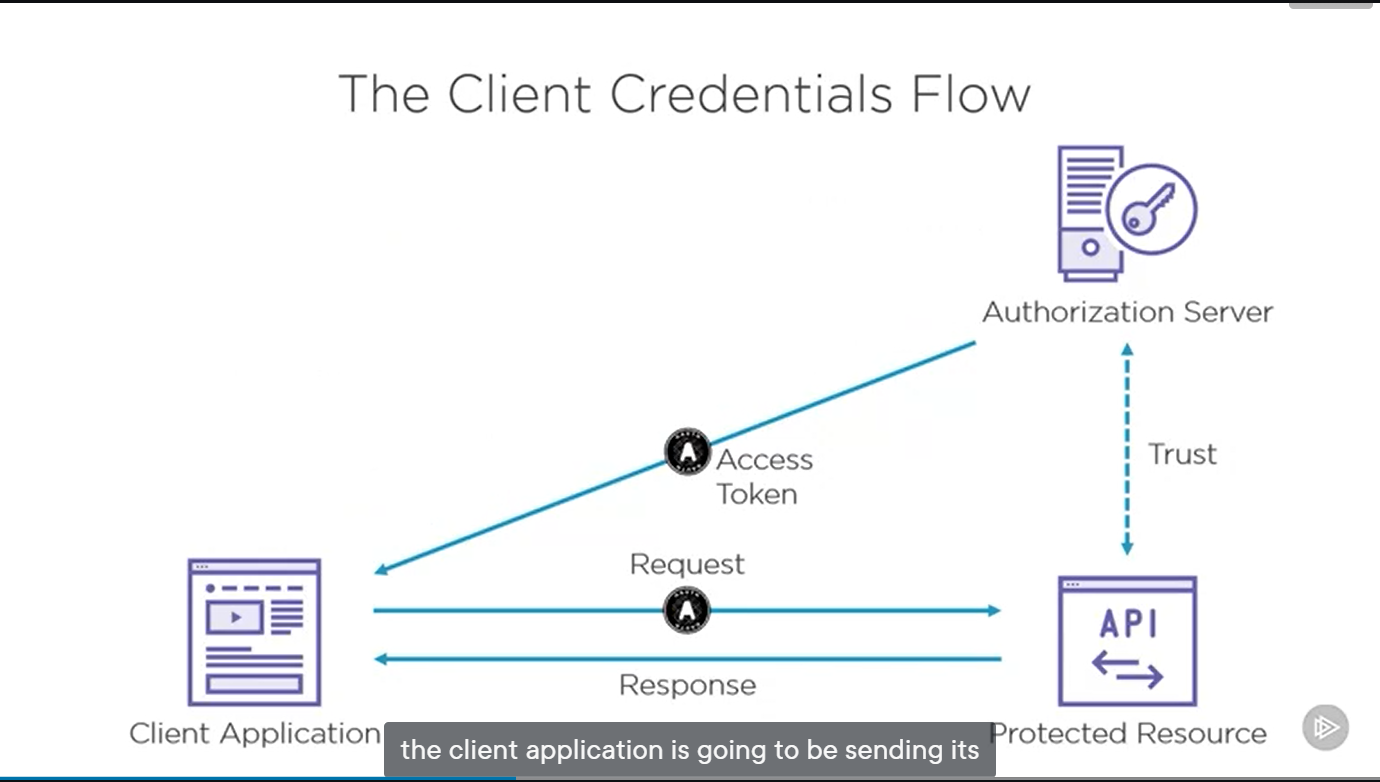 The Client Credentials Flow
Authorization Server
Trust
A
Access
Token
Request
A
Response
API
Client Application
Protected Resource
the client application is going to be sending its